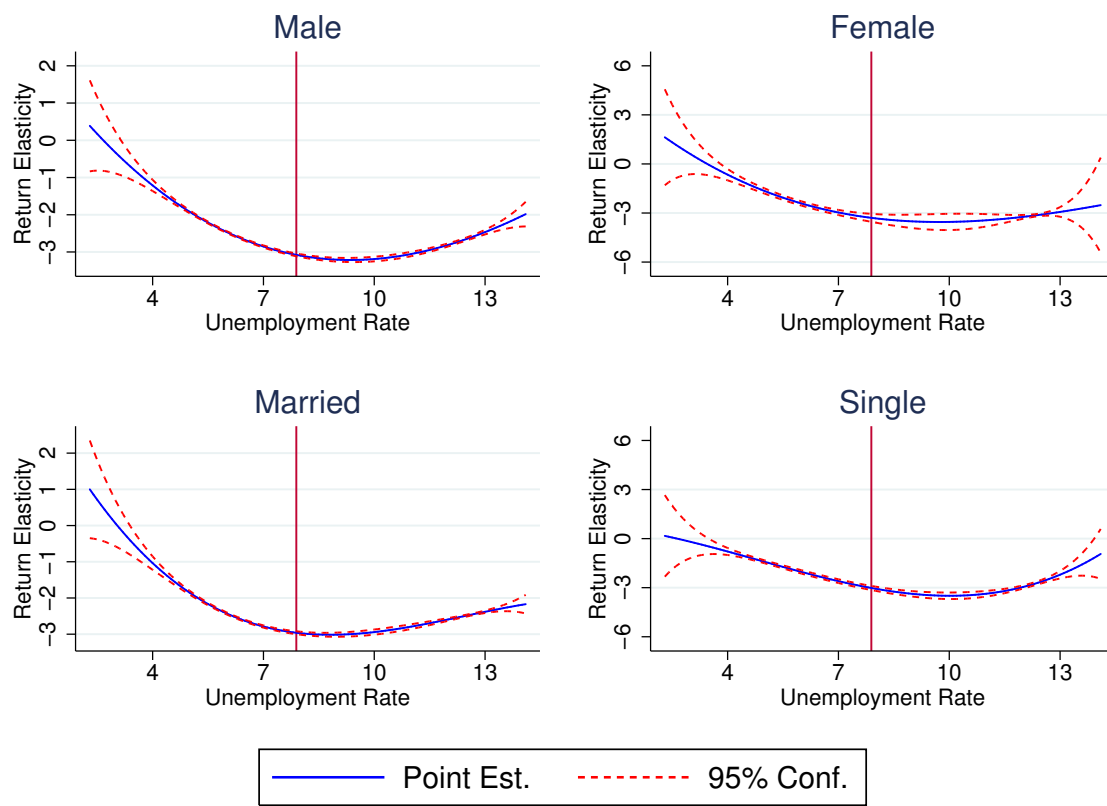 Male
Return Elasticity
2
1
0
−1
−2
−3
4 7 10 13
Unemployment Rate
Female
Return Elasticity
6
3
0
−3
−6
4 7 10 13
Unemployment Rate
Married
Return Elasticity
2
1
0
−1
−2
−3
4 7 10 13
Unemployment Rate
Single
Return Elasticity
6
3
0
−3
−6
4 7 10 13
Unemployment Rate
Point Est. 95% Conf.